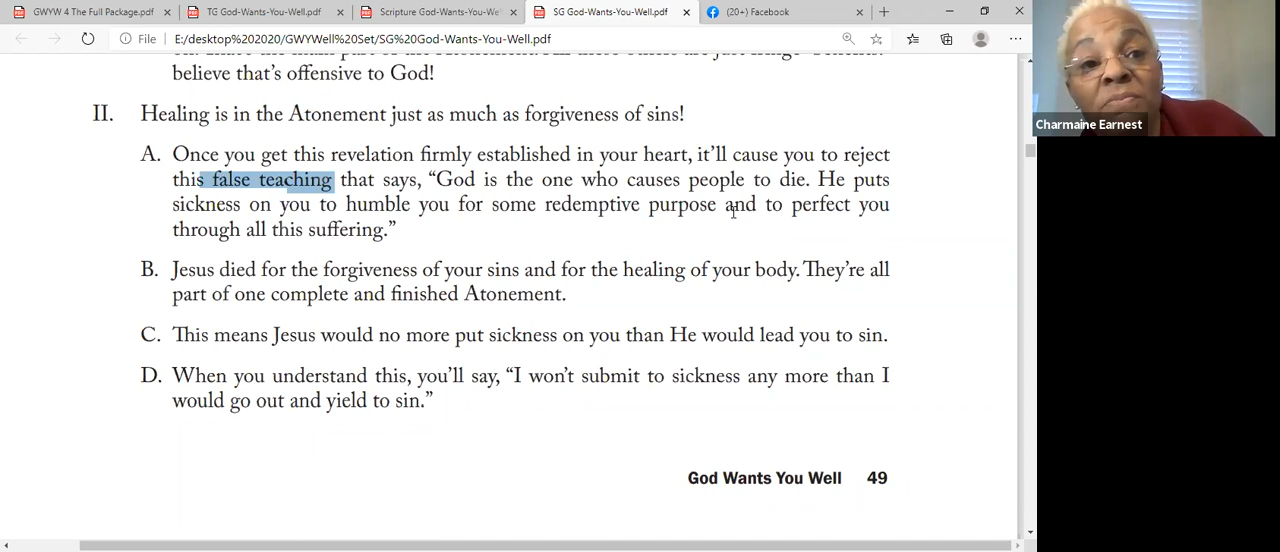 GWYW 4 The Full Package.pdf
TG God-Wants-You-Well.pdf
Scripture God-Wants-You-We
SG God-Wants-You-Well.pdf
(20+) Facebook
File
E:/desktop%202020/GWYWell%20Set/SG%20God-Wants-You-Well.pdf
believe that’s offensive to God!
II. Healing is in the Atonement just as much as forgiveness of sins!
A. Once you get this revelation firmly established in your heart, it’ll cause you to reject
this false teaching that says, “God is the one who causes people to die. He puts
sickness on you to humble you for some redemptive purpose and to perfect you
through all this suffering.”
B. Jesus died for the forgiveness of your sins and for the healing of your body. They’re all
part of one complete and finished Atonement.
C. This means Jesus would no more put sickness on you than He would lead you to sin.
D. When you understand this, you’ll say, “I won’t submit to sickness any more than I
would go out and yield to sin.”
God Wants You Well 49
Charmaine Earnest